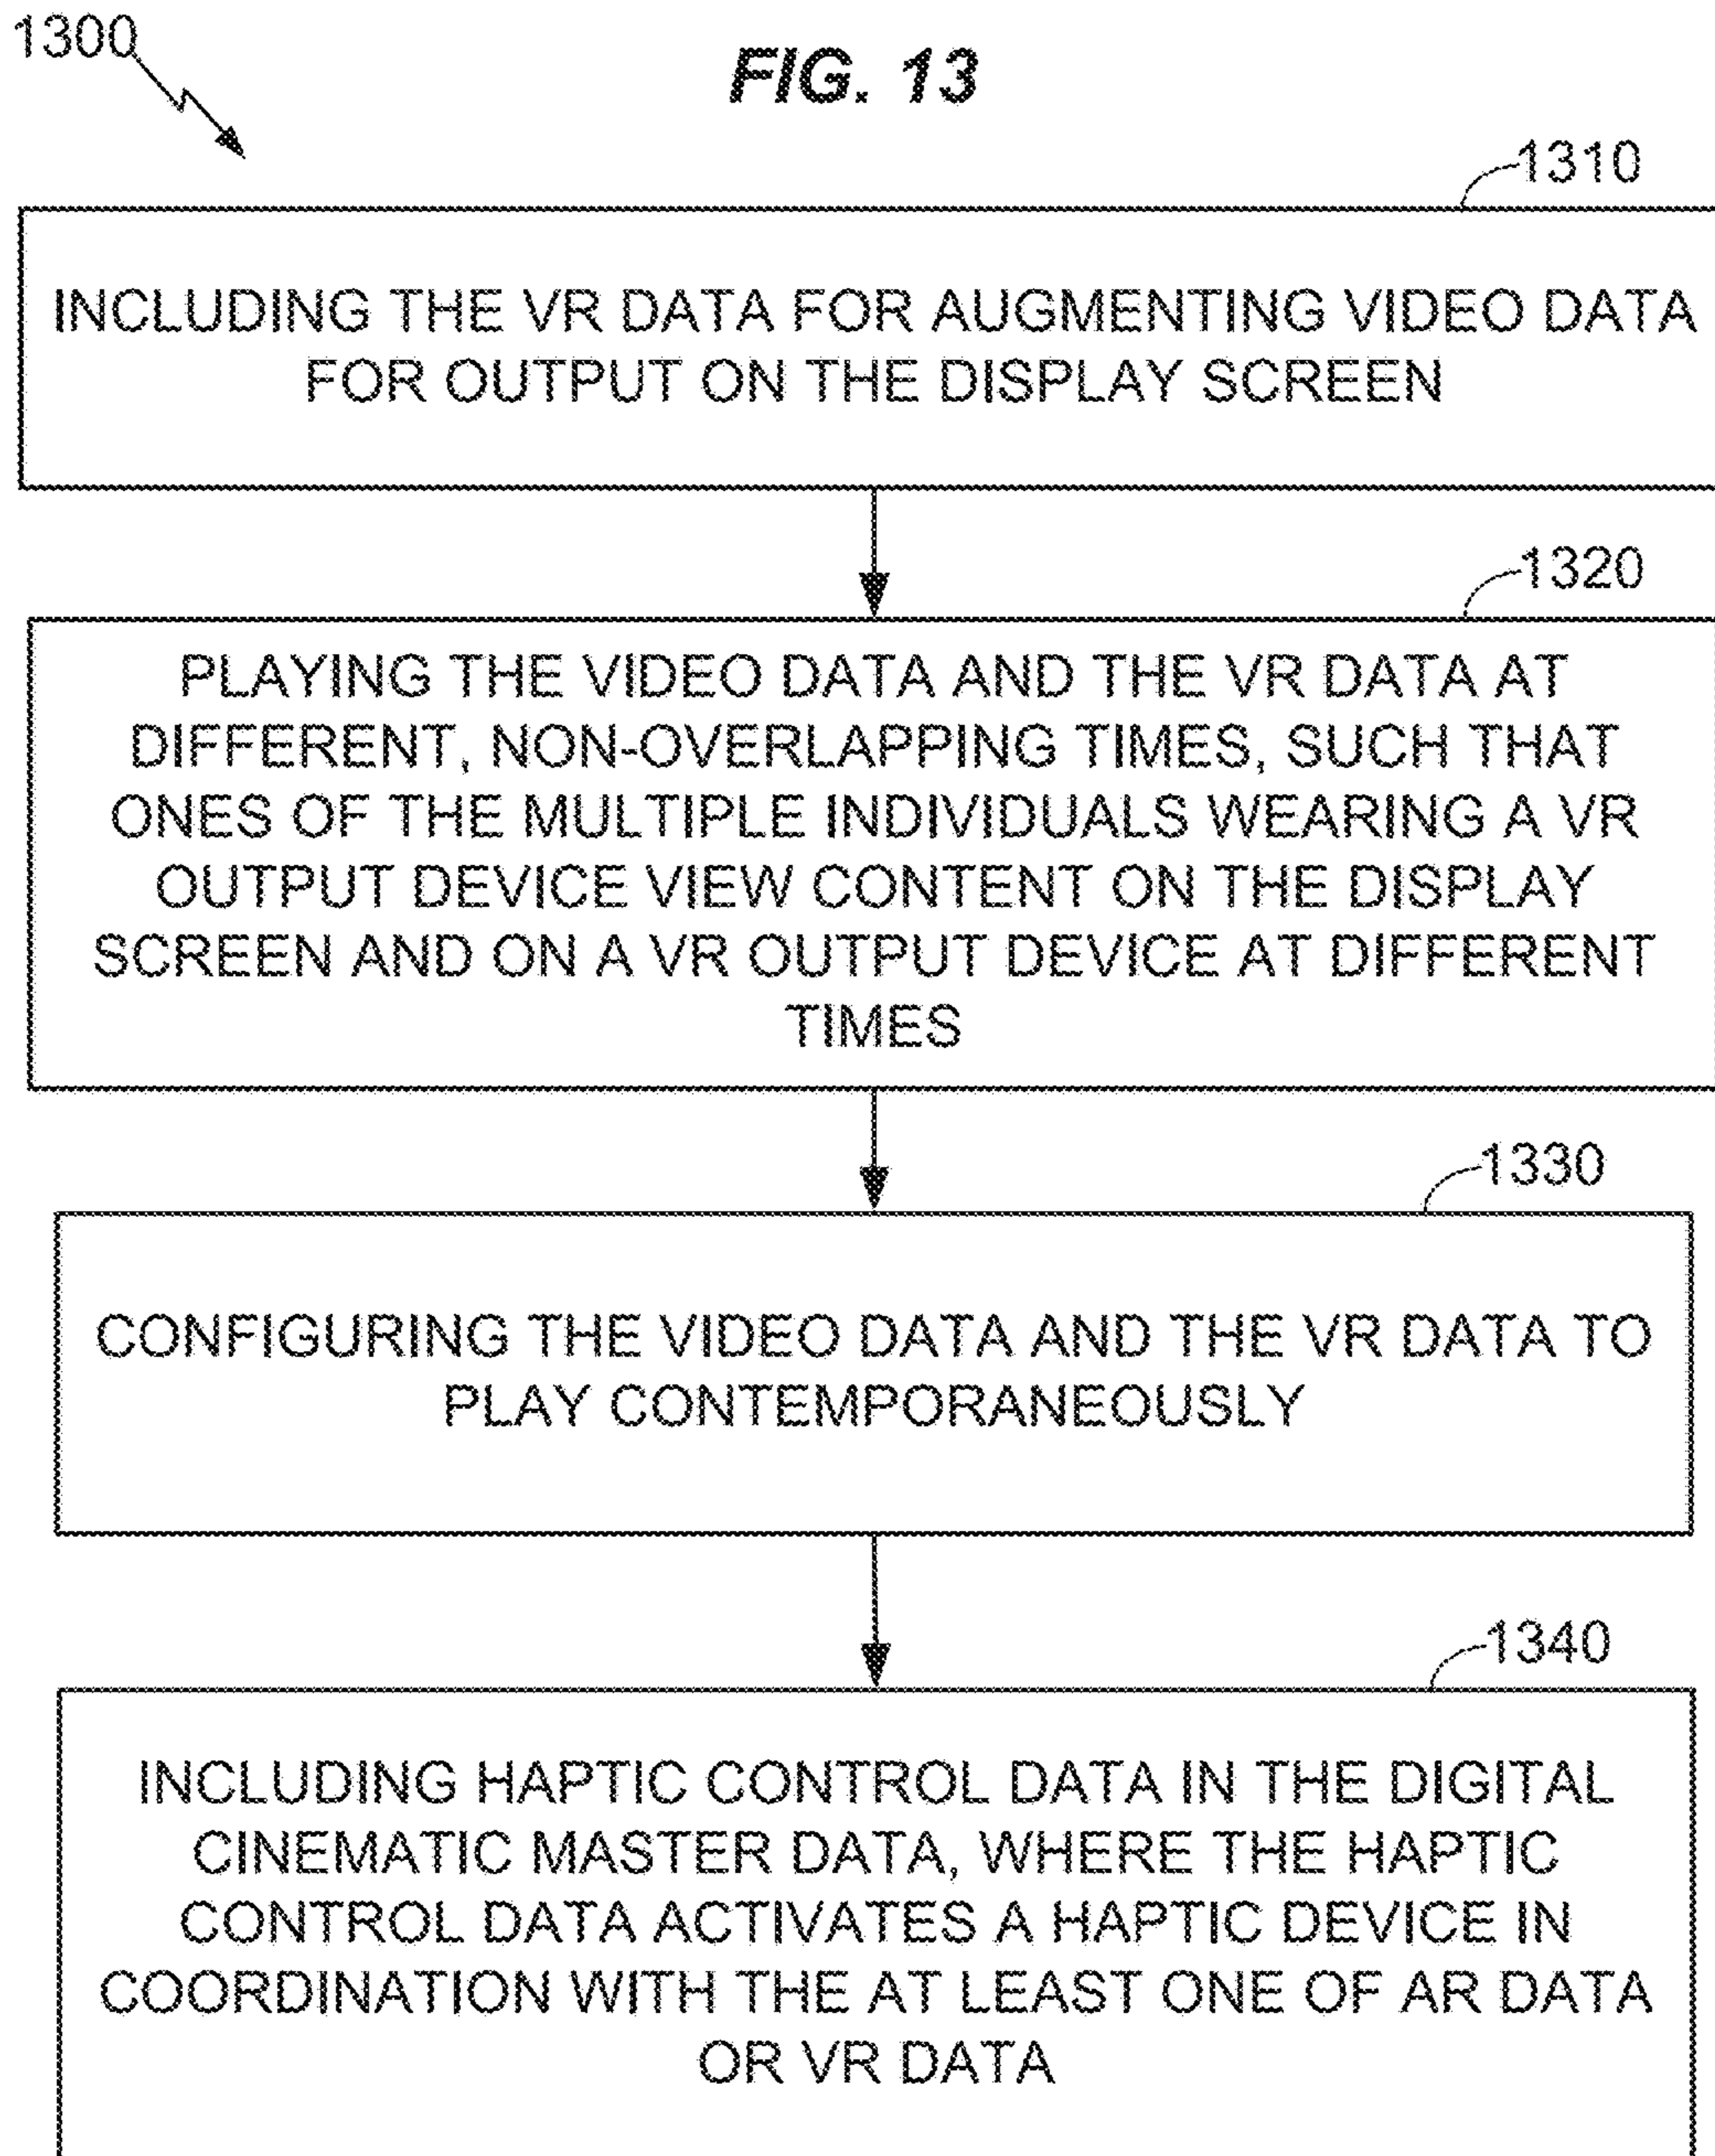 1300
FIG. 13
1310
INCLUDING THE VR DATA FOR AUGMENTING VIDEO DATA
FOR OUTPUT ON THE DISPLAY SCREEN
1320
PLAYING THE VIDEO DATA AND THE VR DATA AT
DIFFERENT, NON-OVERLAPPING TIMES, SUCH THAT
ONES OF THE MULTIPLE INDIVIDUALS WEARING A VR
OUTPUT DEVICE VIEW CONTENT ON THE DISPLAY
SCREEN AND ON A VR OUTPUT DEVICE AT DIFFERENT
TIMES
1330
CONFIGURING THE VIDEO DATA AND THE VR DATA TO
PLAY CONTEMPORANEOUSLY
1340
INCLUDING HAPTIC CONTROL DATA IN THE DIGITAL
CINEMATIC MASTER DATA, WHERE THE HAPTIC
CONTROL DATA ACTIVATES A HAPTIC DEVICE IN
COORDINATION WITH THE AT LEAST ONE OF AR DATA
OR VR DATA